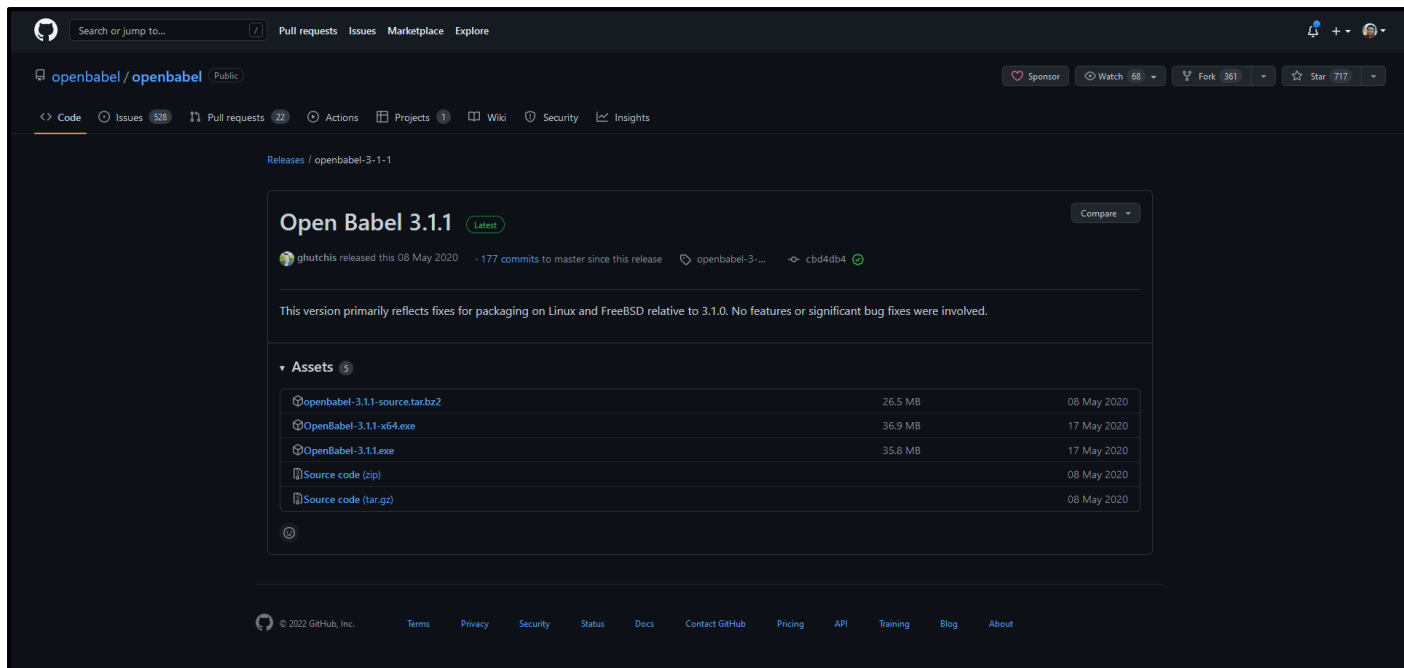 Search or jump to... / Pull requests Issues Marketplace Explore
openbabel / openbabel Public Sponsor Watch 68 Fork 361 Star 717
Code Issues 528 Pull requests 22 Actions Projects 1 Wiki Security Insights
Releases / openbabel-3-1-1
Open Babel 3.1.1 Latest Compare
ghutchis released this 08 May 2020 · 177 commits to master since this release openbabel-3-... cbd4db4
This version primarily reflects fixes for packaging on Linux and FreeBSD relative to 3.1.0. No features or significant bug fixes were involved.
Assets 5
openbabel-3.1.1-source.tar.bz2 26.5 MB 08 May 2020
OpenBabel-3.1.1-x64.exe 36.9 MB 17 May 2020
OpenBabel-3.1.1.exe 35.8 MB 17 May 2020
Source code (zip) 08 May 2020
Source code (tar.gz) 08 May 2020
© 2022 GitHub, Inc. Terms Privacy Security Status Docs Contact GitHub Pricing API Training Blog About